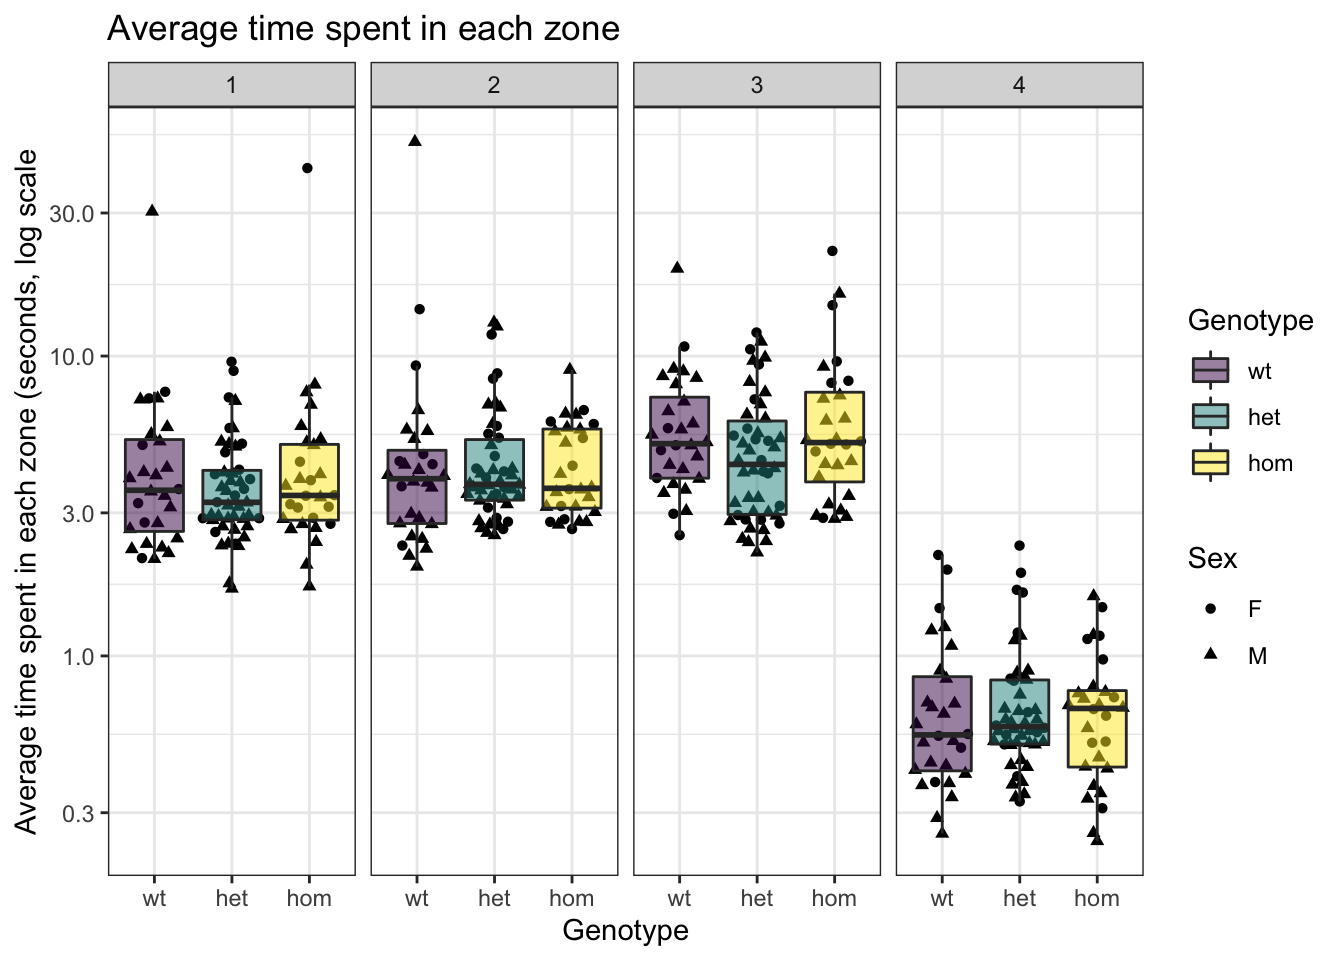 Average time spent in each zone
1 2 3 4
Average time spent in each zone (seconds, log scale
30.0
10.0
3.0
1.0
0.3
wt het hom wt het hom wt het hom wt het hom
Genotype
Genotype
wt
het
hom
Sex
F
M